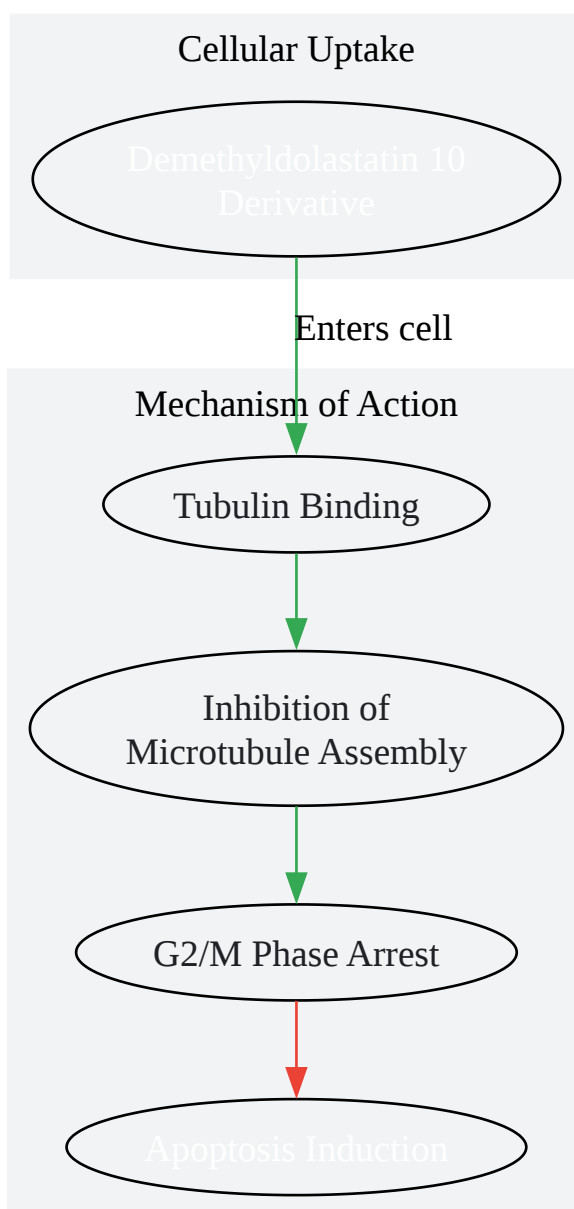 Cellular Uptake
Demethyldolastatin 10
Derivative
Enters cell
Mechanism of Action
Tubulin Binding
Inhibition of
Microtubule Assembly
G2/M Phase Arrest
Apoptosis Induction